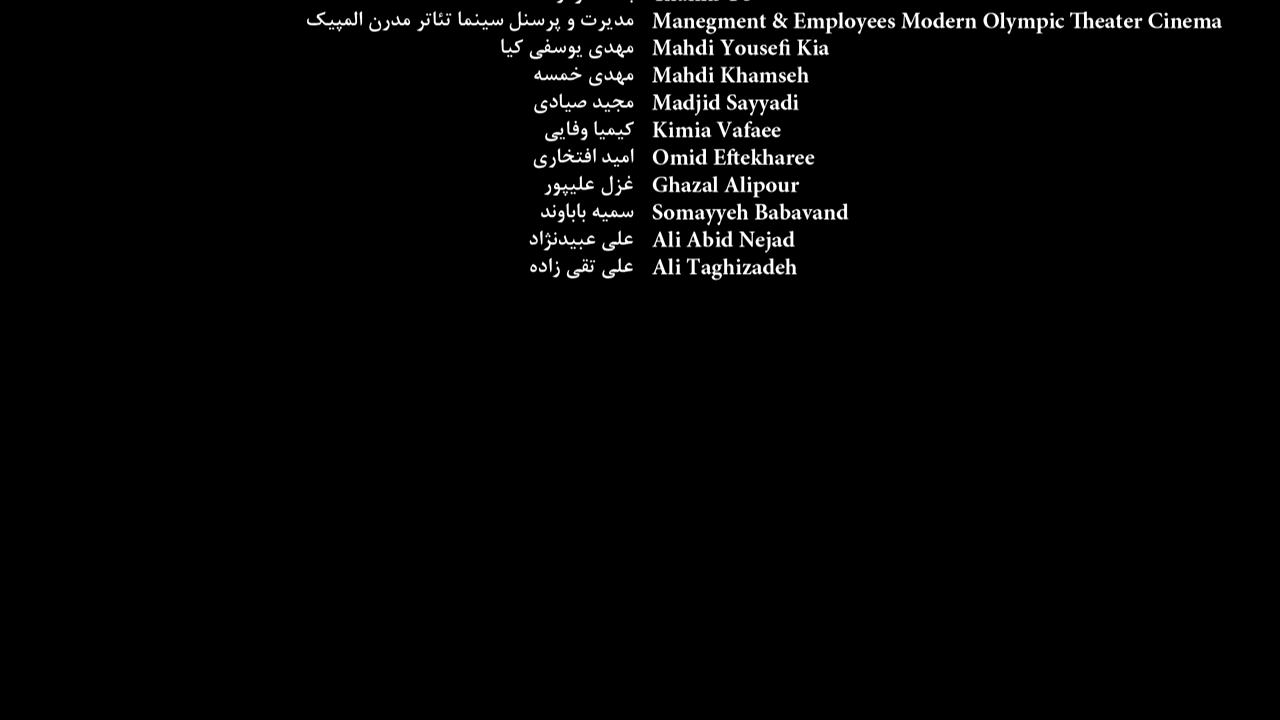 مدیرت و پرسنل سینما تئاتر مدرن المپیک Manegment & Employees Modern Olympic Theater Cinema
مهدی یوسفی کیا Mahdi Yousefi Kia
مهدی خمسه Mahdi Khamseh
مجید صیادی Madjid Sayyadi
کیمیا وفایی Kimia Vafaee
امید افتخاری Omid Eftekharee
غزل علیپور Ghazal Alipour
سمیه باباوند Somayyeh Babavand
علی عبیدنژاد Ali Abid Nejad
علی تقی زاده Ali Taghizadeh